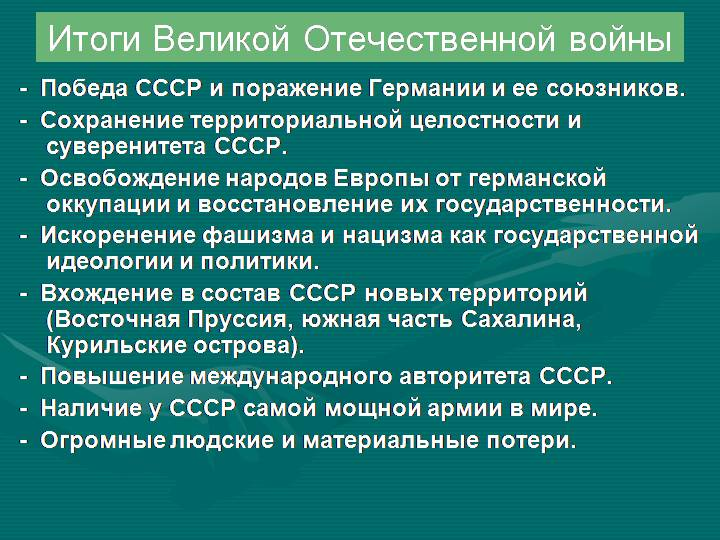 Итоги Великой Отечественной войны
- Победа СССР и поражение Германии и ее союзников.
- Сохранение территориальной целостности и
суверенитета СССР.
- Освобождение народов Европы от германской
оккупации и восстановление их государственности.
- Искоренение фашизма и нацизма как государственной
идеологии и политики.
- Вхождение в состав СССР новых территорий
(Восточная Пруссия, южная часть Сахалина,
Курильские острова).
- Повышение международного авторитета СССР.
- Наличие у СССР самой мощной армии в мире.
- Огромные людские и материальные потери.